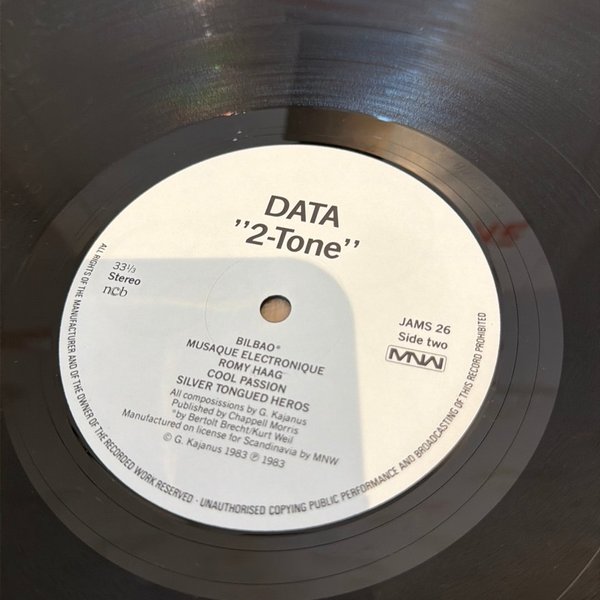 DATA
"2-Tone"
33⅓
Stereo
ncb
JAMS 26
Side two
MNW
BILBAO*
MUSAQUE ELECTRONIQUE
ROMY HAAG
COOL PASSION
SILVER TONGUED HEROS
All composissions by G. Kajanus
Published by Chappell Morris
*by Bertolt Brecht/Kurt Weil
Manufactured on license for Scandinavia by MNW
© G. Kajanus 1983 ℗ 1983
ALL RIGHTS OF THE MANUFACTURER AND OF THE OWNER OF THE RECORDED WORK RESERVED · UNAUTHORISED COPYING PUBLIC PERFORMANCE AND BROADCASTING OF THIS RECORD PROHIBITED